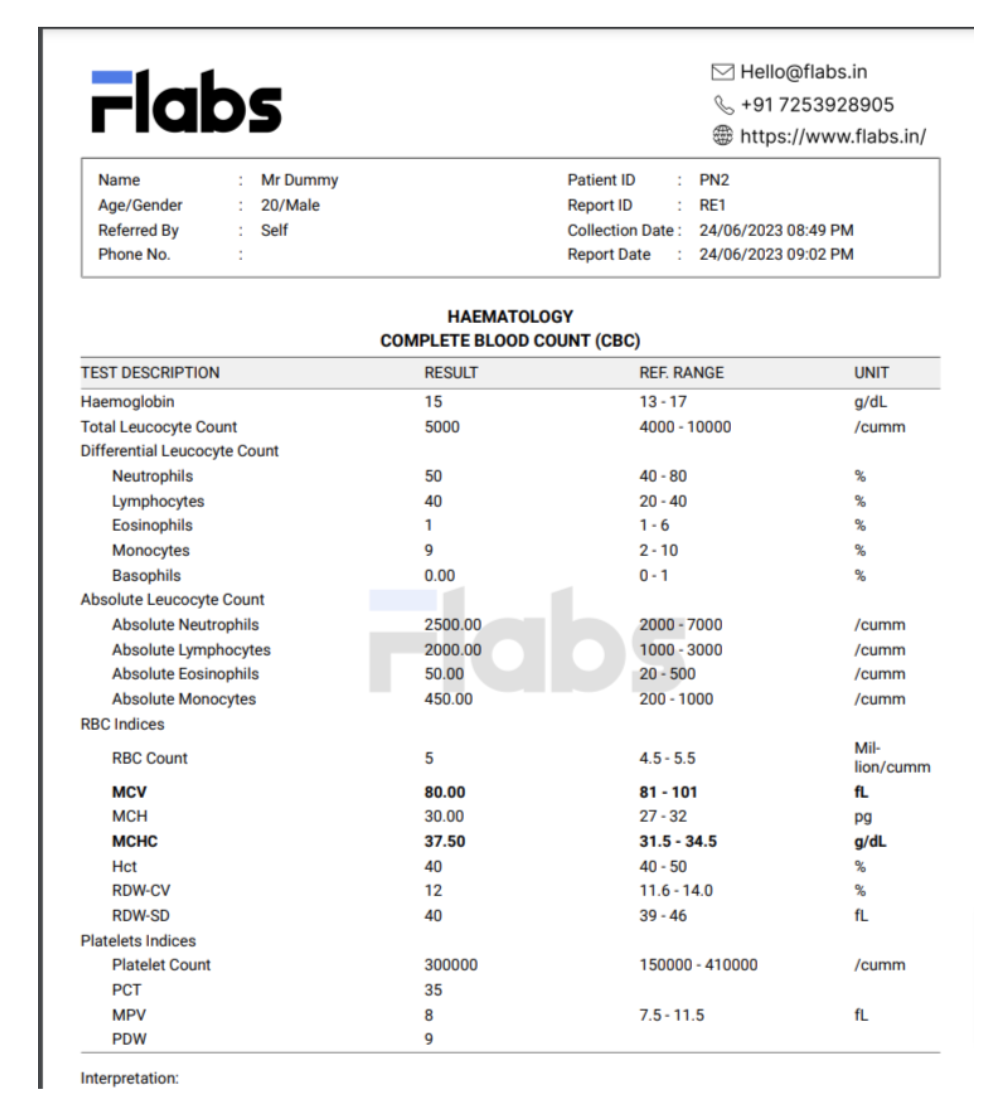 Flabs
Hello@flabs.in
+91 7253928905
https://www.flabs.in/
Name : Mr Dummy Patient ID : PN2
Age/Gender : 20/Male Report ID : RE1
Referred By : Self Collection Date : 24/06/2023 08:49 PM
Phone No. : Report Date : 24/06/2023 09:02 PM
HAEMATOLOGY
COMPLETE BLOOD COUNT (CBC)
TEST DESCRIPTION RESULT REF. RANGE UNIT
Haemoglobin 15 13 - 17 g/dL
Total Leucocyte Count 5000 4000 - 10000 /cumm
Differential Leucocyte Count
Neutrophils 50 40 - 80 %
Lymphocytes 40 20 - 40 %
Eosinophils 1 1 - 6 %
Monocytes 9 2 - 10 %
Basophils 0.00 0 - 1 %
Absolute Leucocyte Count
Absolute Neutrophils 2500.00 2000 - 7000 /cumm
Absolute Lymphocytes 2000.00 1000 - 3000 /cumm
Absolute Eosinophils 50.00 20 - 500 /cumm
Absolute Monocytes 450.00 200 - 1000 /cumm
Flabs
RBC Indices
RBC Count 5 4.5 - 5.5 Mil-
lion/cumm
MCV 80.00 81 - 101 fL
MCH 30.00 27 - 32 pg
MCHC 37.50 31.5 - 34.5 g/dL
Hct 40 40 - 50 %
RDW-CV 12 11.6 - 14.0 %
RDW-SD 40 39 - 46 fL
Platelets Indices
Platelet Count 300000 150000 - 410000 /cumm
PCT 35
MPV 8 7.5 - 11.5 fL
PDW 9
Interpretation: